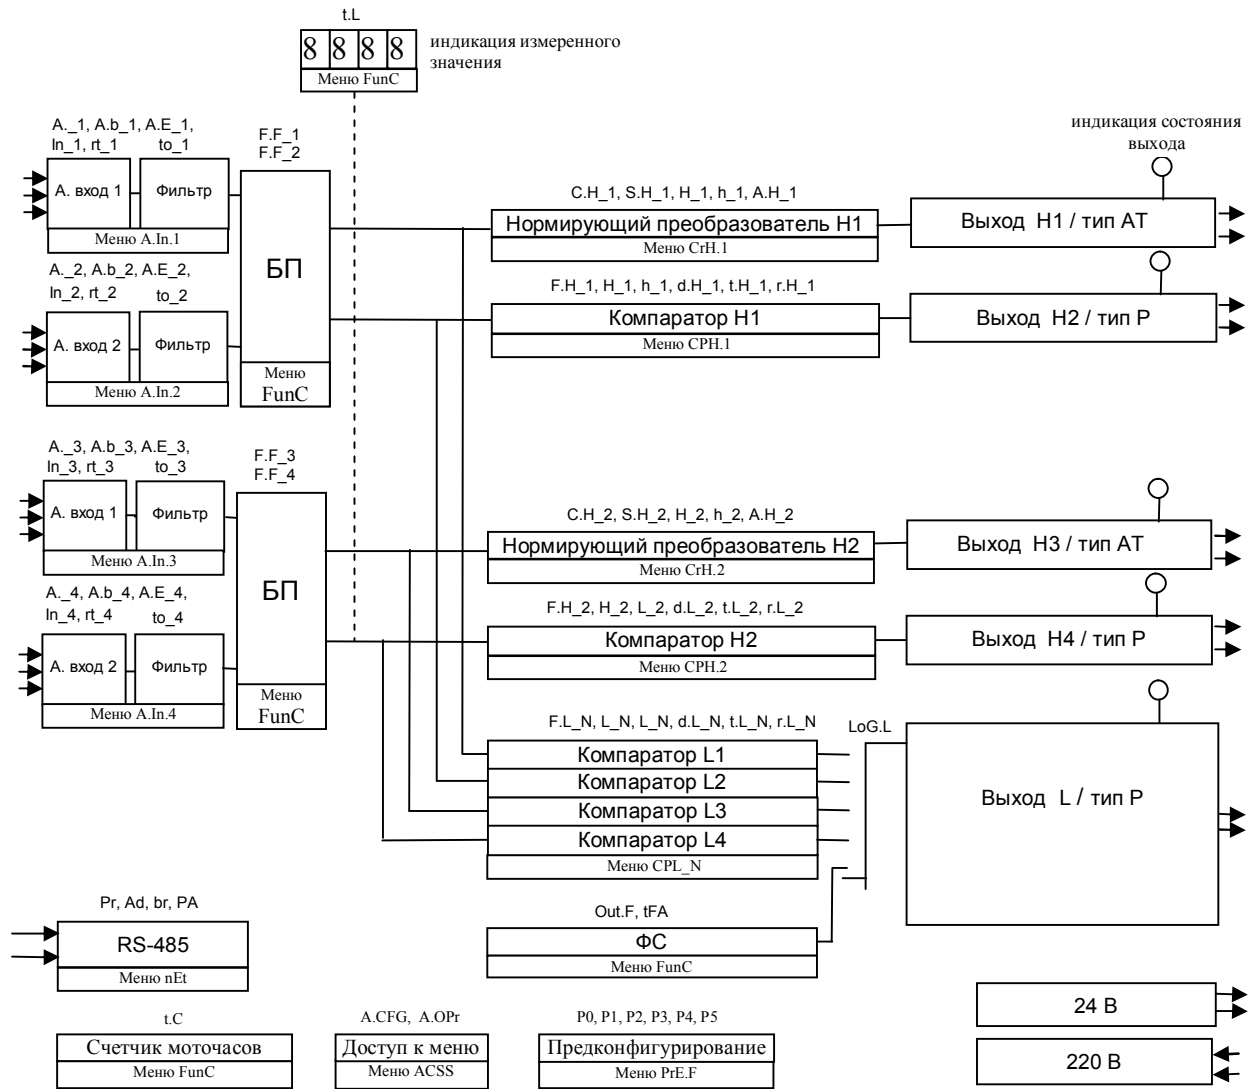 t.L
8 8 8 8
индикация измеренного
значения
Меню FunC
A._1, A.b_1, A.E_1,
In_1, rt_1 to_1
А. вход 1
Фильтр
Меню A.In.1
A._2, A.b_2, A.E_2,
In_2, rt_2 to_2
А. вход 2
Фильтр
Меню A.In.2
F.F_1
F.F_2
БП
Меню
FunC
индикация состояния
выхода
C.H_1, S.H_1, H_1, h_1, A.H_1
Нормирующий преобразователь H1
Меню CrH.1
Выход H1 / тип АТ
F.H_1, H_1, h_1, d.H_1, t.H_1, r.H_1
Компаратор H1
Меню CPH.1
Выход H2 / тип Р
A._3, A.b_3, A.E_3,
In_3, rt_3 to_3
А. вход 1
Фильтр
Меню A.In.3
A._4, A.b_4, A.E_4,
In_4, rt_4 to_4
А. вход 2
Фильтр
Меню A.In.4
F.F_3
F.F_4
БП
Меню
FunC
C.H_2, S.H_2, H_2, h_2, A.H_2
Нормирующий преобразователь H2
Меню CrH.2
Выход H3 / тип АТ
F.H_2, H_2, L_2, d.L_2, t.L_2, r.L_2
Компаратор H2
Меню CPH.2
Выход H4 / тип Р
F.L_N, L_N, L_N, d.L_N, t.L_N, r.L_N
Компаратор L1
Компаратор L2
Компаратор L3
Компаратор L4
Меню CPL_N
LoG.L
Выход L / тип Р
Out.F, tFA
ФС
Меню FunC
Pr, Ad, br, PA
RS-485
Меню nEt
t.C
Счетчик моточасов
Меню FunC
A.CFG, A.OPr
Доступ к меню
Меню ACSS
P0, P1, P2, P3, P4, P5
Предконфигурирование
Меню PrE.F
24 В
220 В